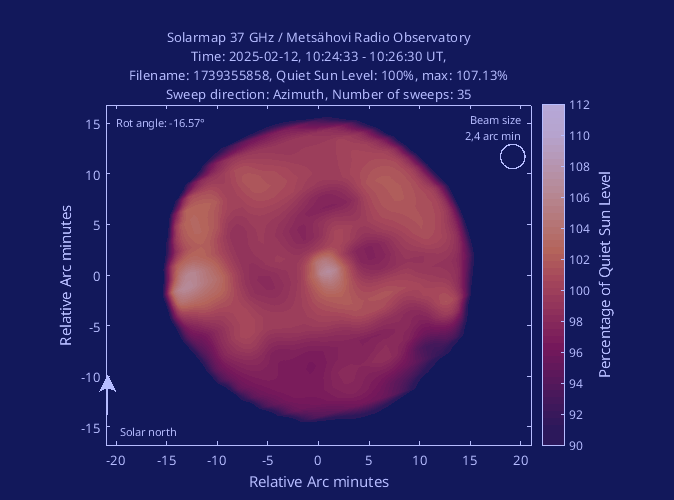 Solarmap 37 GHz / Metsähovi Radio Observatory
Time: 2025-02-12, 10:24:33 - 10:26:30 UT,
Filename: 1739355858, Quiet Sun Level: 100%, max: 107.13%
Sweep direction: Azimuth, Number of sweeps: 35
Rot angle: -16.57°
Beam size
2,4 arc min
Solar north
15
10
5
0
-5
-10
-15
Relative Arc minutes
-20
-15
-10
-5
0
5
10
15
20
Relative Arc minutes
112
110
108
106
104
102
100
98
96
94
92
90
Percentage of Quiet Sun Level